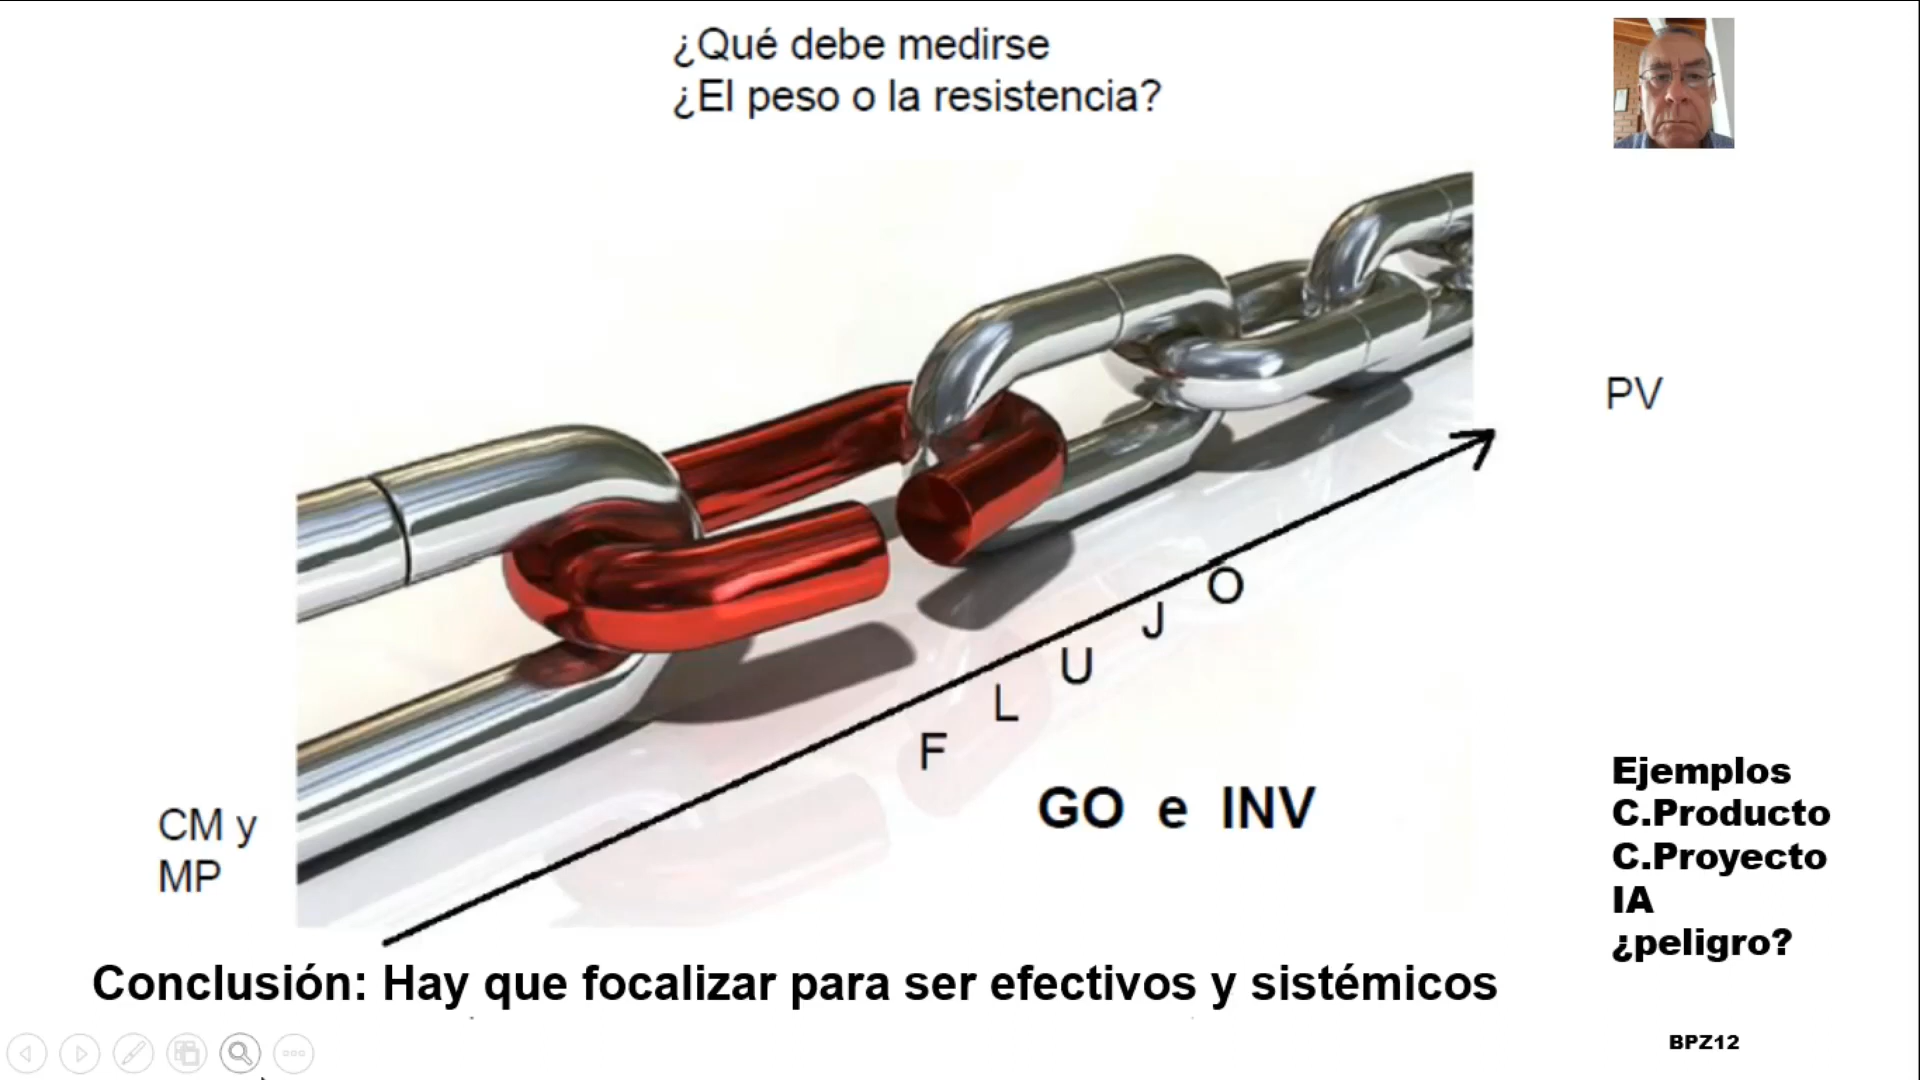 ¿Qué debe medirse
¿El peso o la resistencia?
PV
F L U J O
GO e INV
CM y
MP
Ejemplos
C.Producto
C.Proyecto
IA
¿peligro?
Conclusión: Hay que focalizar para ser efectivos y sistémicos
BPZ12